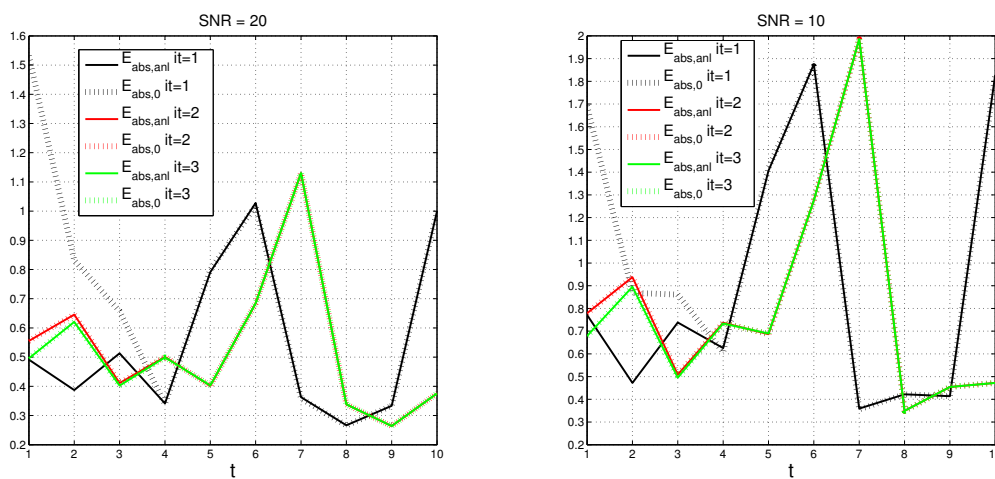 SNR = 20
1.6
1.5
1.4
1.3
1.2
1.1
1
0.9
0.8
0.7
0.6
0.5
0.4
0.3
0.2
1 2 3 4 5 6 7 8 9 10
t
E_abs,anl it=1
E_abs,0 it=1
E_abs,anl it=2
E_abs,0 it=2
E_abs,anl it=3
E_abs,0 it=3
SNR = 10
2
1.9
1.8
1.7
1.6
1.5
1.4
1.3
1.2
1.1
1
0.9
0.8
0.7
0.6
0.5
0.4
0.3
0.2
1 2 3 4 5 6 7 8 9 1
t
E_abs,anl it=1
E_abs,0 it=1
E_abs,anl it=2
E_abs,0 it=2
E_abs,anl it=3
E_abs,0 it=3